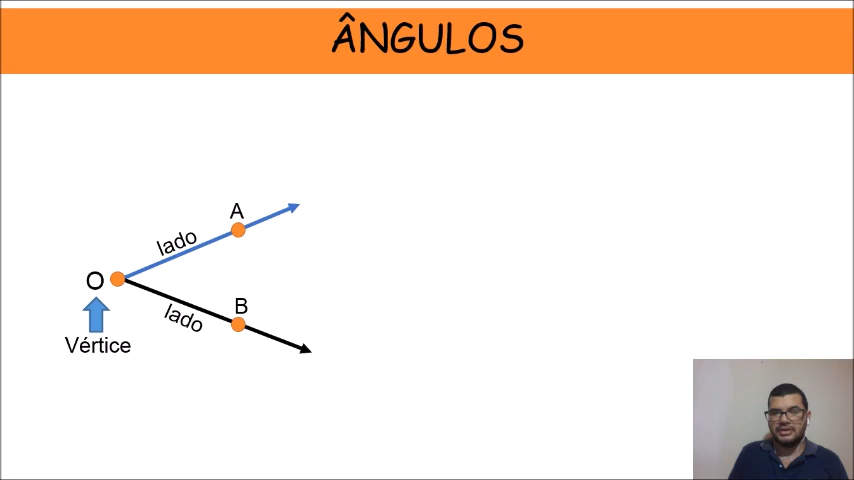 ÂNGULOS
A
lado
O
B
lado
Vértice